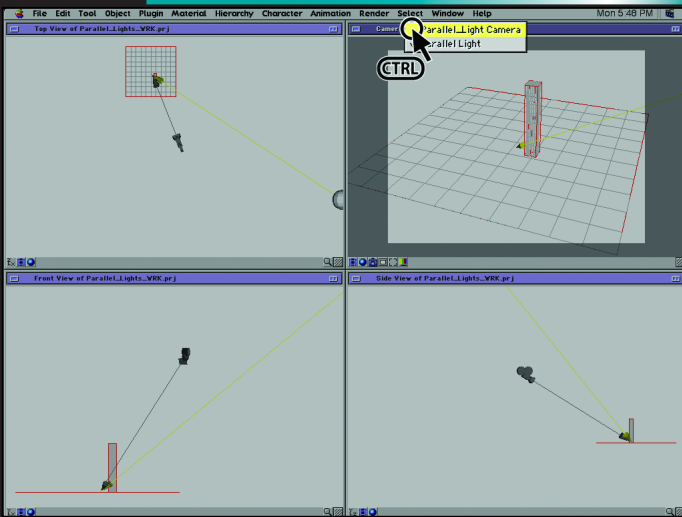 File Edit Tool Object Plugin Material Hierarchy Character Animation Render Select Window Help Mon 5:48 PM
Top View of Parallel_Lights_WRK.prj
Camer
Parallel_Light Camera
arallel Light
CTRL
Front View of Parallel_Lights_WRK.prj
Side View of Parallel_Lights_WRK.prj